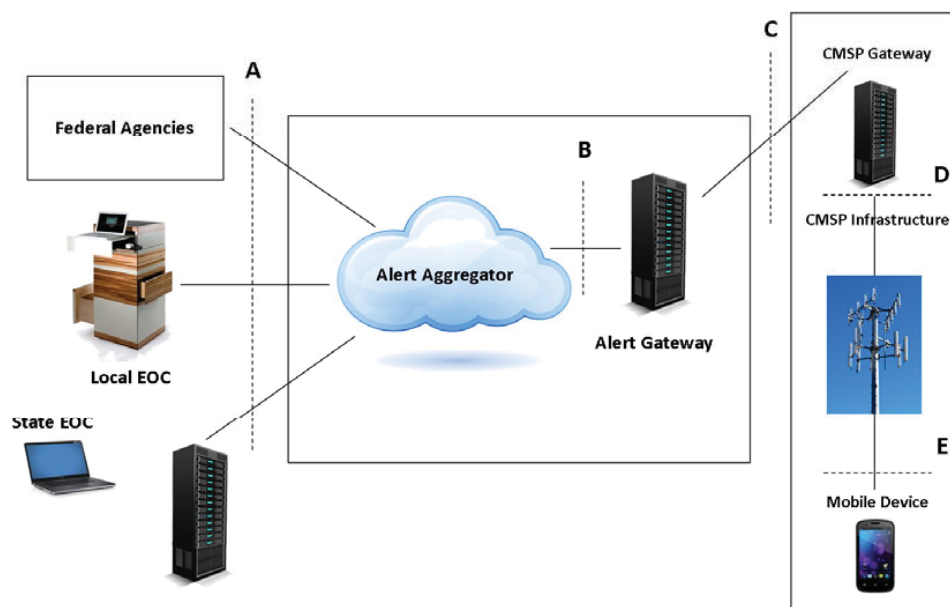 A
Federal Agencies
Local EOC
State EOC
Alert Aggregator
B
Alert Gateway
C
CMSP Gateway
D
CMSP Infrastructure
E
Mobile Device